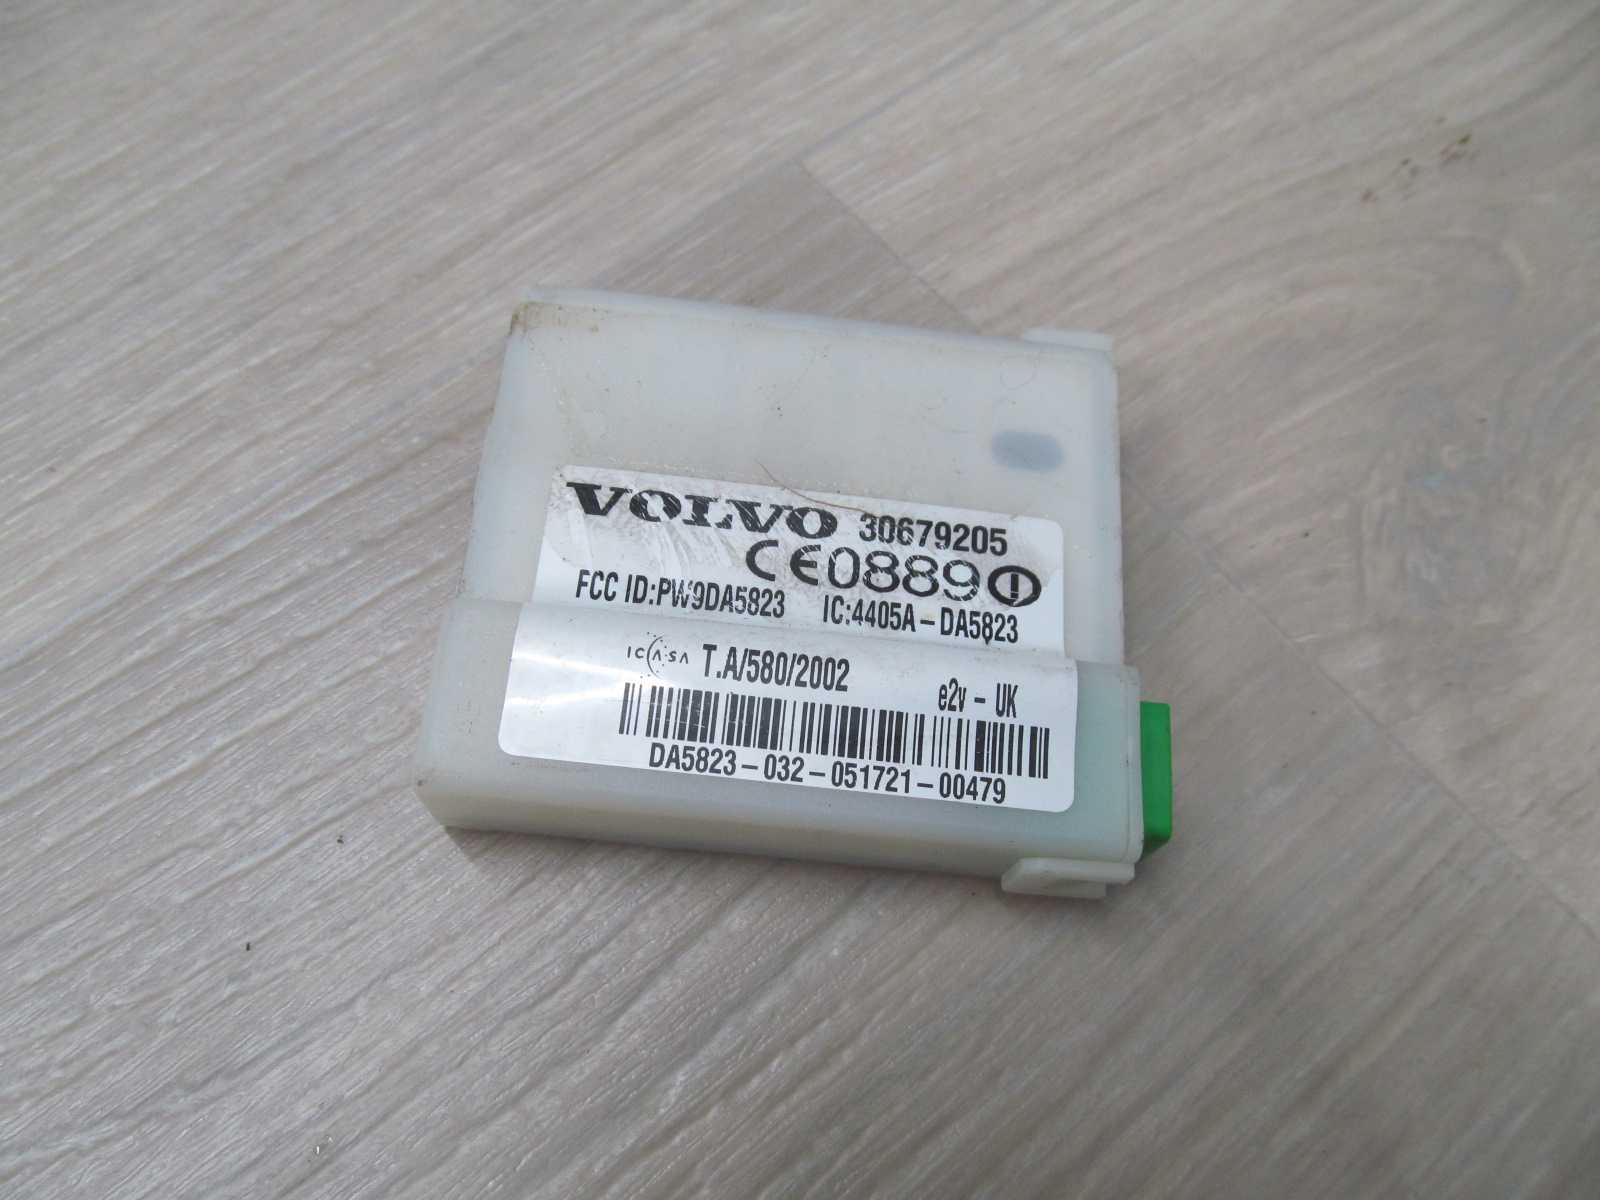 VOLVO 30679205
CE0889
FCC ID:PW9DA5823 IC:4405A-DA5823
ICASA T.A/580/2002 e2v - UK
DA5823-032-051721-00479